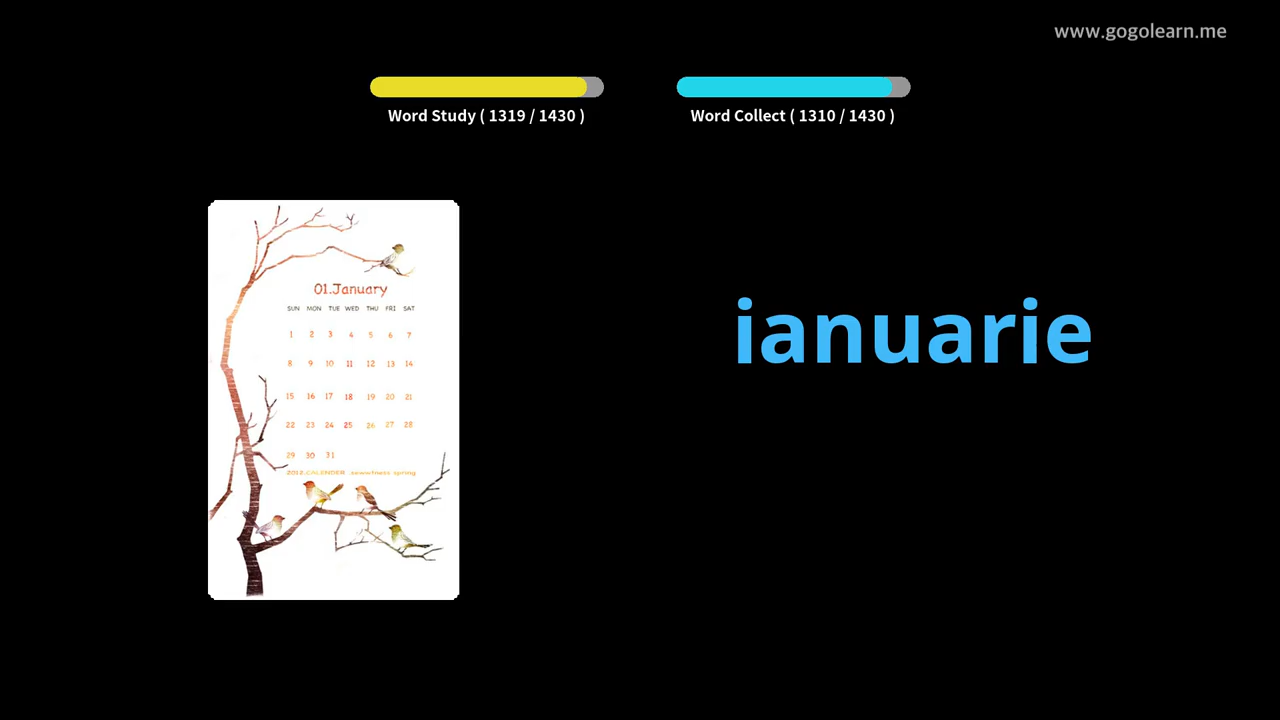 www.gogolearn.me
Word Study ( 1319 / 1430 )
Word Collect ( 1310 / 1430 )
01.January
SUN MON TUE WED THU FRI SAT
1 2 3 4 5 6 7
8 9 10 11 12 13 14
15 16 17 18 19 20 21
22 23 24 25 26 27 28
29 30 31
CALENDER spring
ianuarie